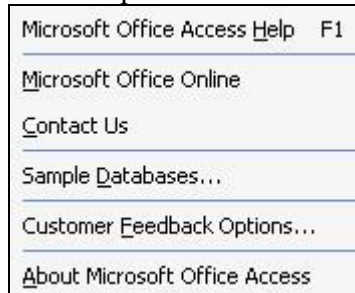 Microsoft Office Access Help F1
Microsoft Office Online
Contact Us
Sample Databases...
Customer Feedback Options...
About Microsoft Office Access